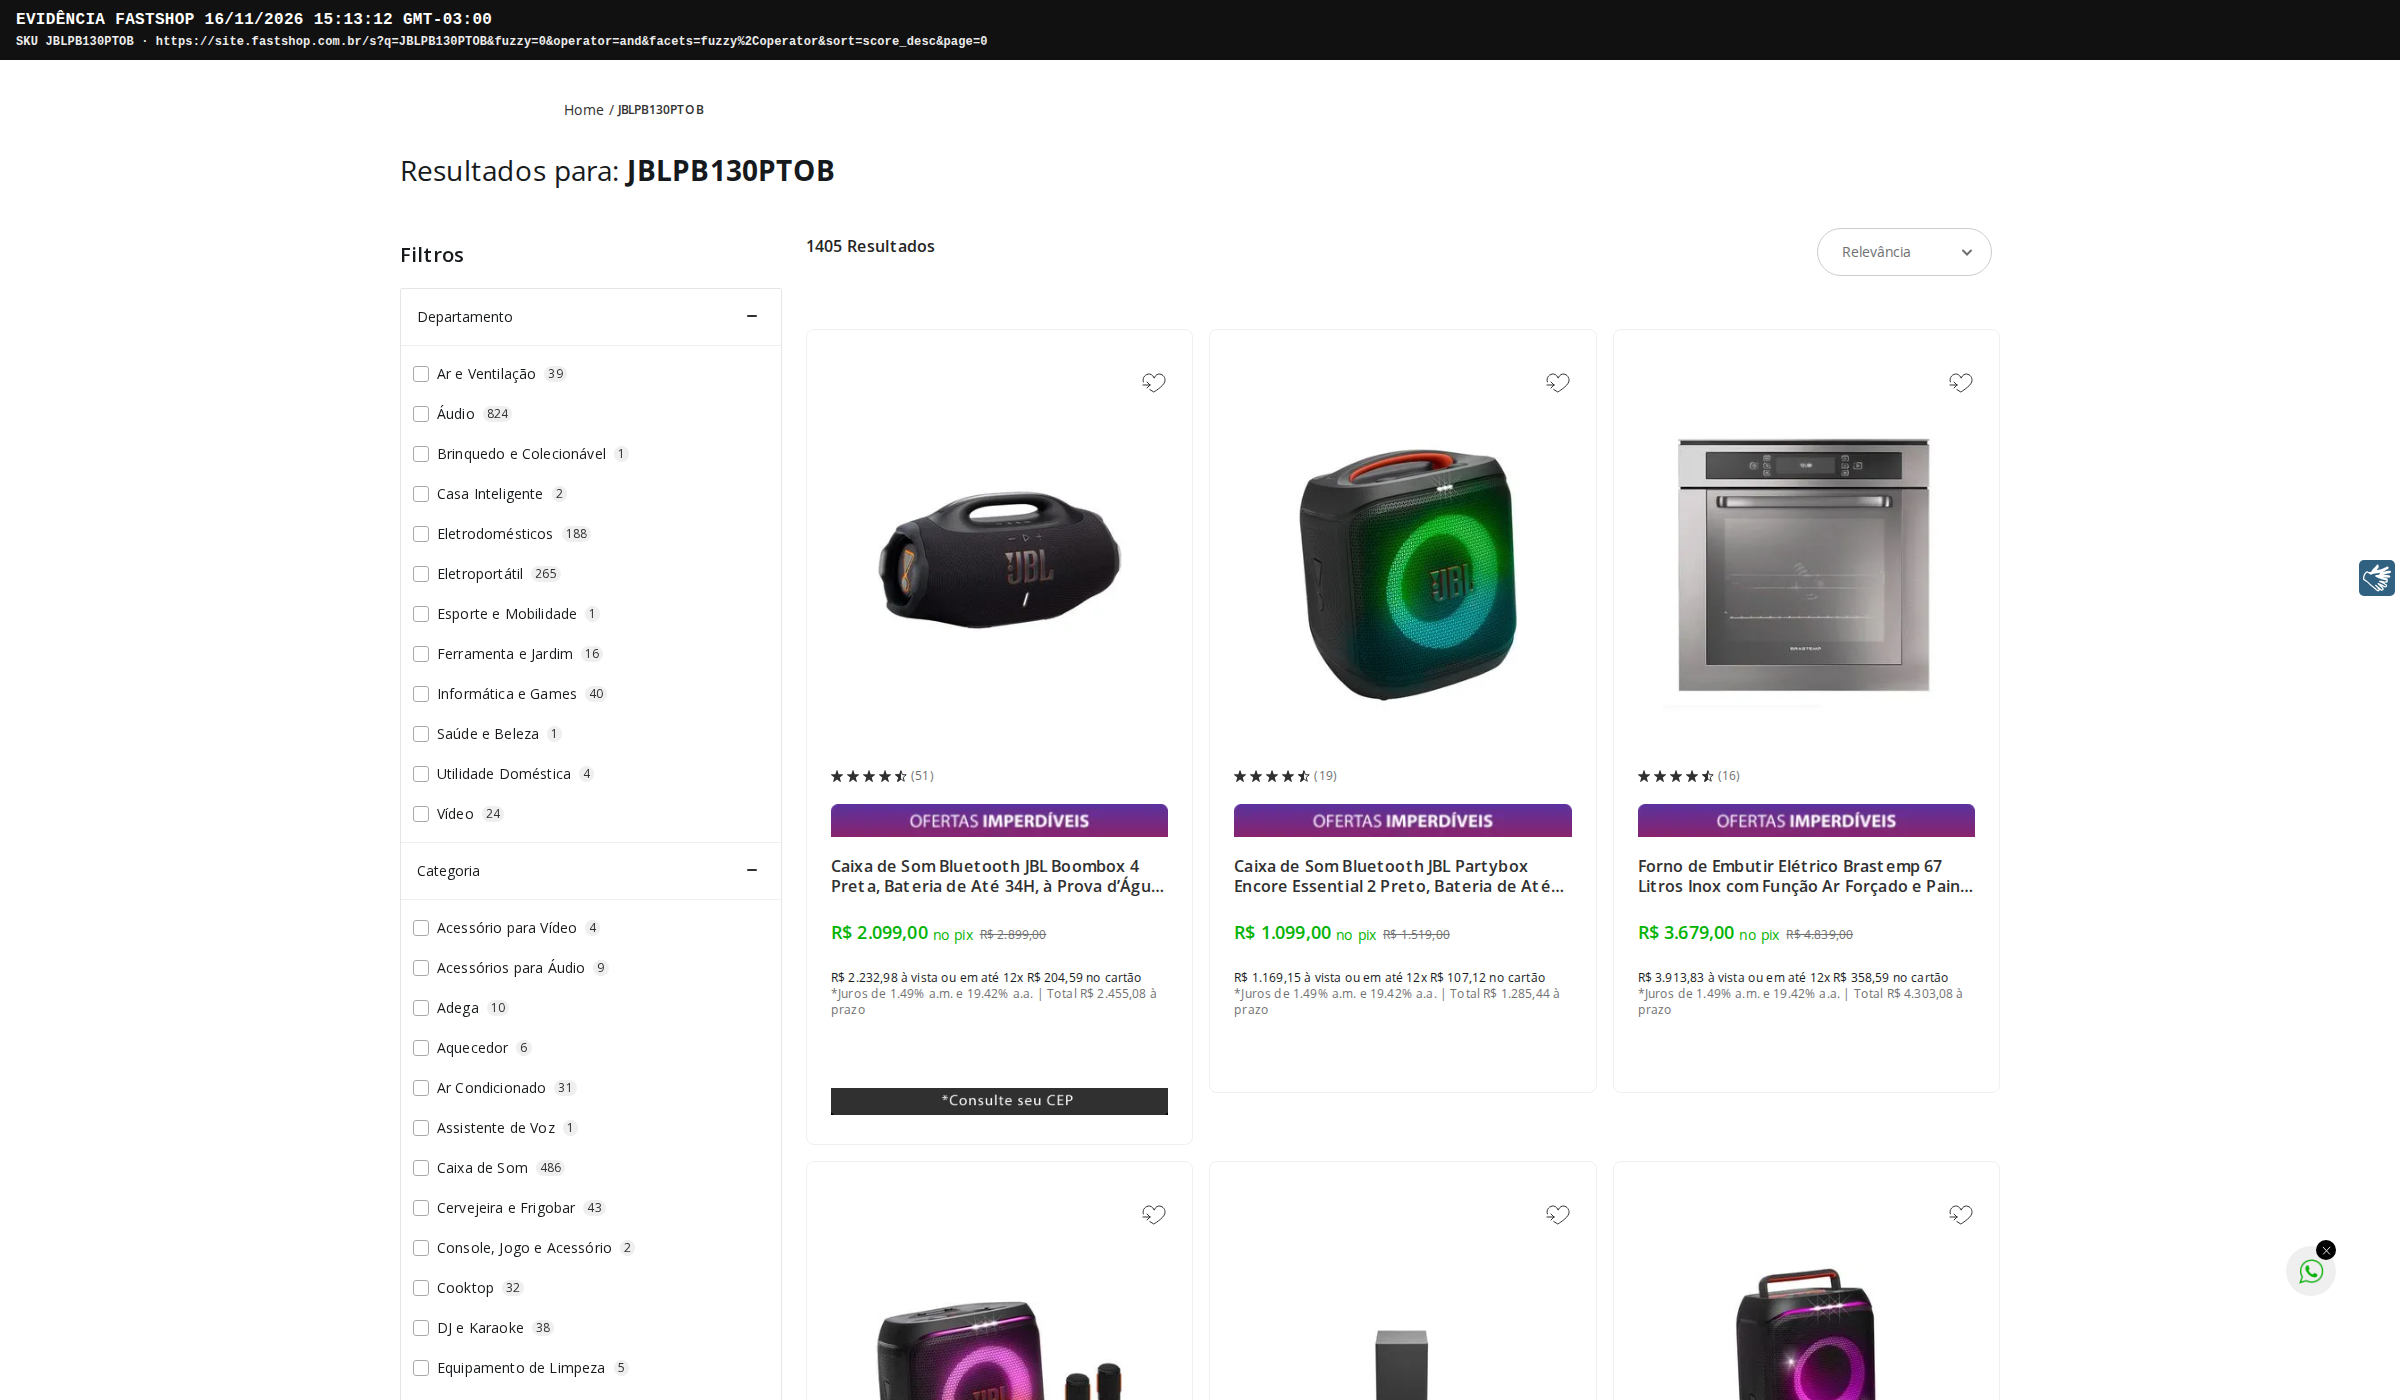 EVIDÊNCIA FASTSHOP 16/11/2026 15:13:12 GMT-03:00
SKU JBLPB130PTOB · https://site.fastshop.com.br/s?q=JBLPB130PTOB&fuzzy=0&operator=and&facets=fuzzy%2Coperator&sort=score_desc&page=0
Home / JBLPB130PTOB
Resultados para: JBLPB130PTOB
Filtros
1405 Resultados
Relevância
Departamento
Ar e Ventilação 39
Áudio 824
Brinquedo e Colecionável 1
Casa Inteligente 2
Eletrodomésticos 188
Eletroportátil 265
Esporte e Mobilidade 1
Ferramenta e Jardim 16
Informática e Games 40
Saúde e Beleza 1
Utilidade Doméstica 4
Vídeo 24
Categoria
Acessório para Vídeo 4
Acessórios para Áudio 9
Adega 10
Aquecedor 6
Ar Condicionado 31
Assistente de Voz 1
Caixa de Som 486
Cervejeira e Frigobar 43
Console, Jogo e Acessório 2
Cooktop 32
DJ e Karaoke 38
Equipamento de Limpeza 5
JBL
(51)
OFERTAS IMPERDÍVEIS
Caixa de Som Bluetooth JBL Boombox 4
Preta, Bateria de Até 34H, à Prova d’Águ...
R$ 2.099,00 no pix R$ 2.899,00
R$ 2.232,98 à vista ou em até 12x R$ 204,59 no cartão
*Juros de 1.49% a.m. e 19.42% a.a. | Total R$ 2.455,08 à
prazo
*Consulte seu CEP
JBL
(19)
OFERTAS IMPERDÍVEIS
Caixa de Som Bluetooth JBL Partybox
Encore Essential 2 Preto, Bateria de Até...
R$ 1.099,00 no pix R$ 1.519,00
R$ 1.169,15 à vista ou em até 12x R$ 107,12 no cartão
*Juros de 1.49% a.m. e 19.42% a.a. | Total R$ 1.285,44 à
prazo
BRASTEMP
(16)
OFERTAS IMPERDÍVEIS
Forno de Embutir Elétrico Brastemp 67
Litros Inox com Função Ar Forçado e Pain...
R$ 3.679,00 no pix R$ 4.839,00
R$ 3.913,83 à vista ou em até 12x R$ 358,59 no cartão
*Juros de 1.49% a.m. e 19.42% a.a. | Total R$ 4.303,08 à
prazo
JBL